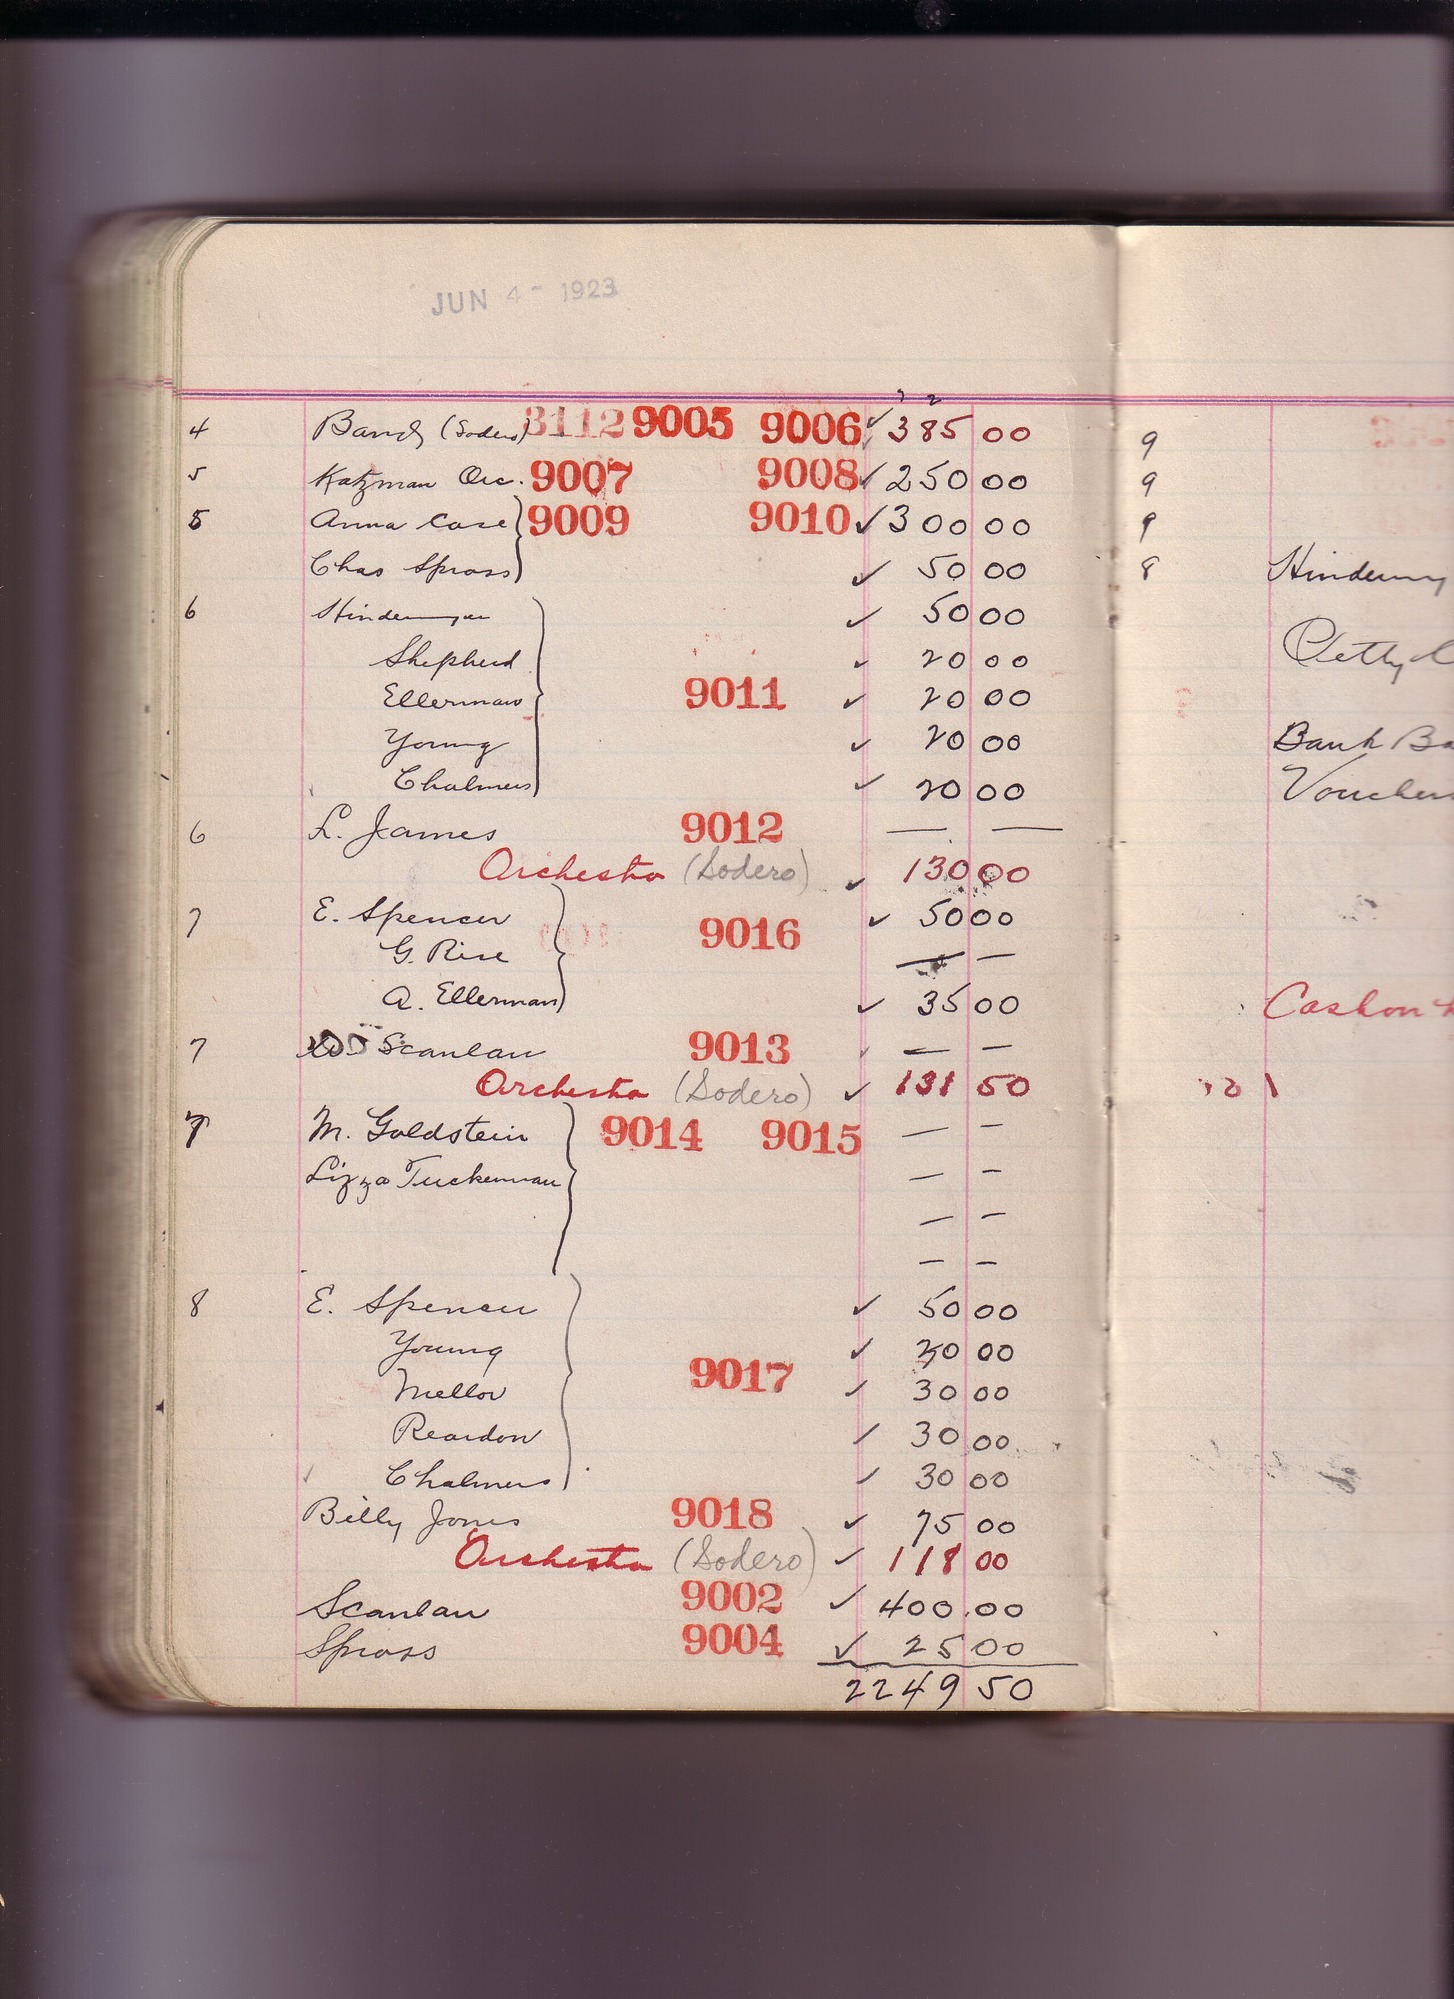 JUN 4- 1923
4 Band (Sodero) 3112 9005 9006 ✓ 385 00
5 Katzman Orc. 9007 9008 ✓ 250 00
5 Anna Case 9009 9010 ✓ 300 00
Chas Spross ✓ 50 00
6 Hindermyer ✓ 50 00
Shepherd ✓ 20 00
Ellerman 9011 ✓ 20 00
Young ✓ 20 00
Chalmers ✓ 20 00
6 L. James 9012 — —
Orchestra (Sodero) ✓ 130 00
7 E. Spencer 9016 ✓ 50 00
G. Rice — —
A. Ellerman ✓ 35 00
7 Scanlan 9013 — —
Orchestra (Sodero) ✓ 131 50
7 M. Goldstein 9014 9015 — —
Lizza Tuckerman — —
— —
— —
8 E. Spencer ✓ 50 00
Young ✓ 20 00
Mellor 9017 ✓ 30 00
Reardon ✓ 30 00
Chalmers ✓ 30 00
Billy Jones 9018 ✓ 75 00
Orchestra (Sodero) ✓ 118 00
Scanlan 9002 ✓ 400.00
Spross 9004 ✓ 25 00
2249 50
9
9
9
8 Hindermy
Petty C
Bank Ba
Vouchers
Cash on h